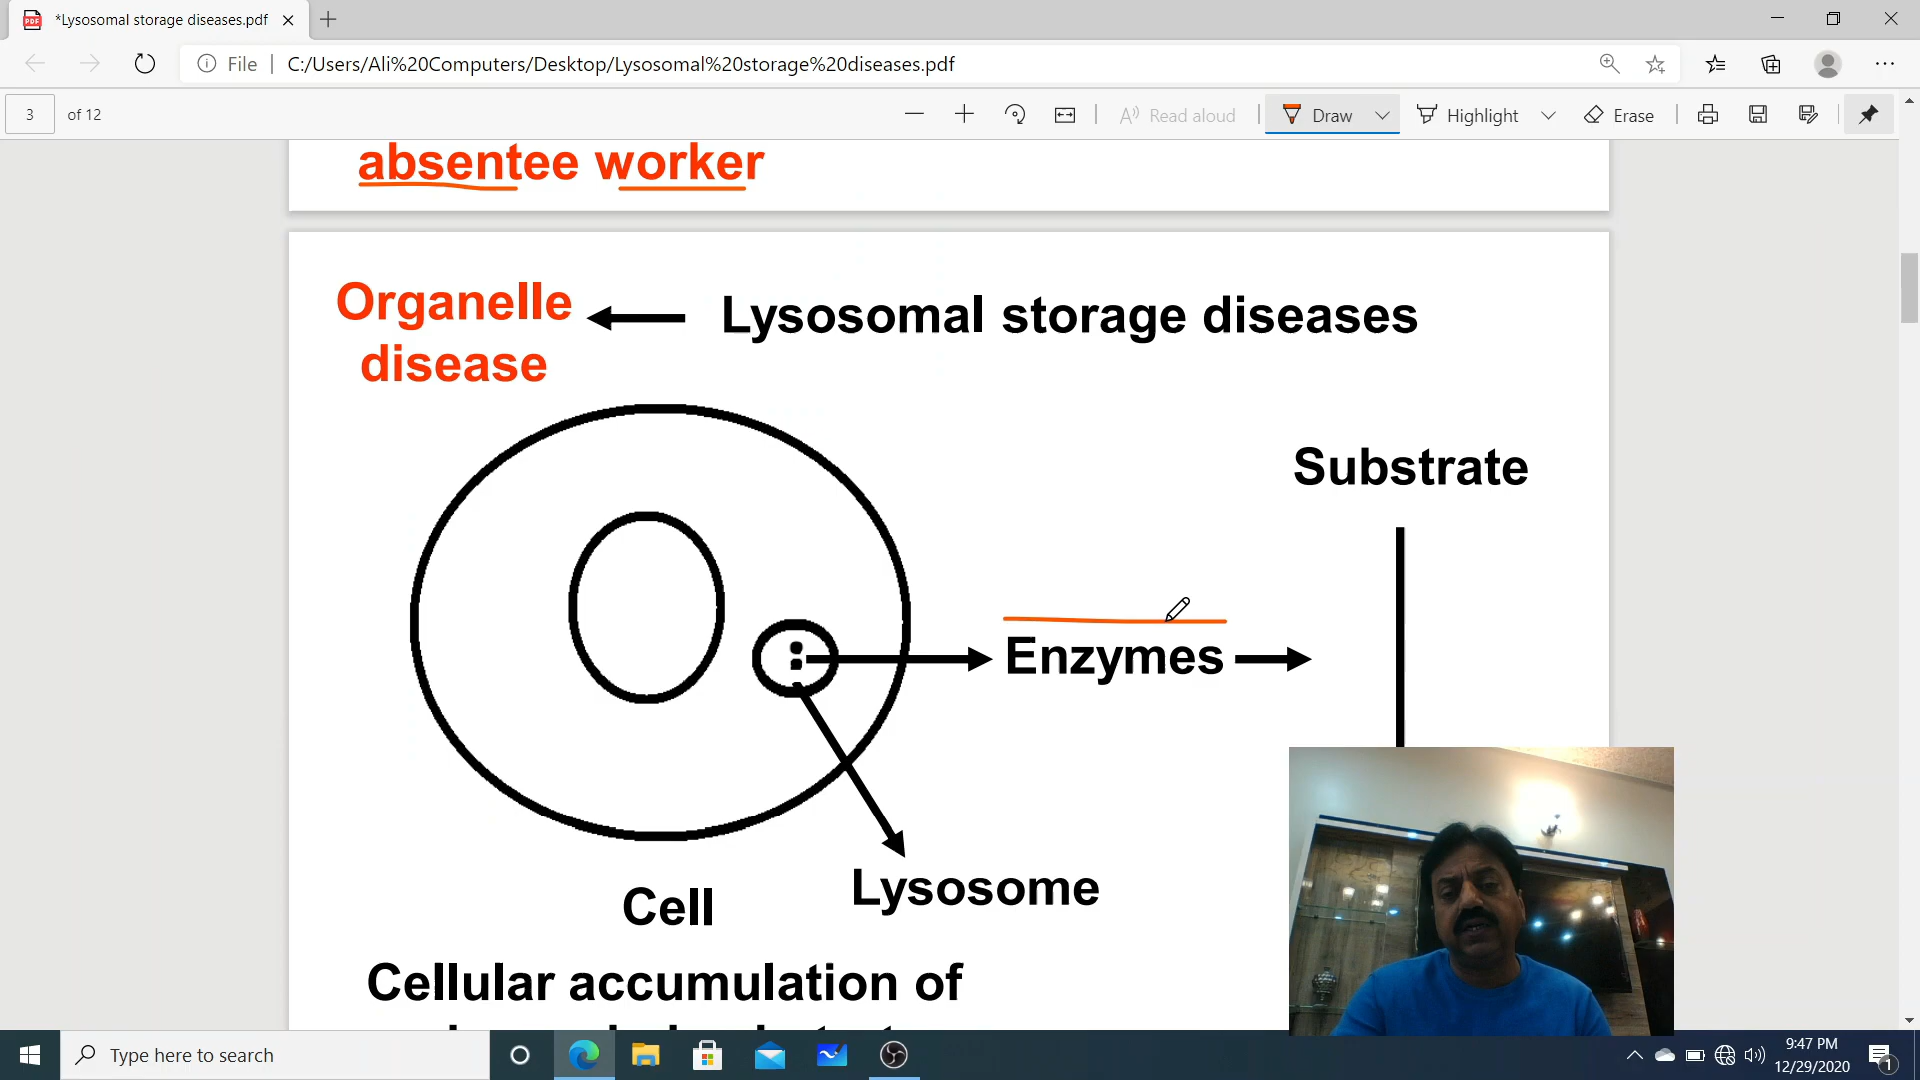 *Lysosomal storage diseases.pdf
File
C:/Users/Ali%20Computers/Desktop/Lysosomal%20storage%20diseases.pdf
3 of 12
Read aloud
Draw
Highlight
Erase
absentee worker
Organelle
disease
Lysosomal storage diseases
Substrate
Enzymes
Lysosome
Cell
Cellular accumulation of
Type here to search
9:47 PM
12/29/2020
1